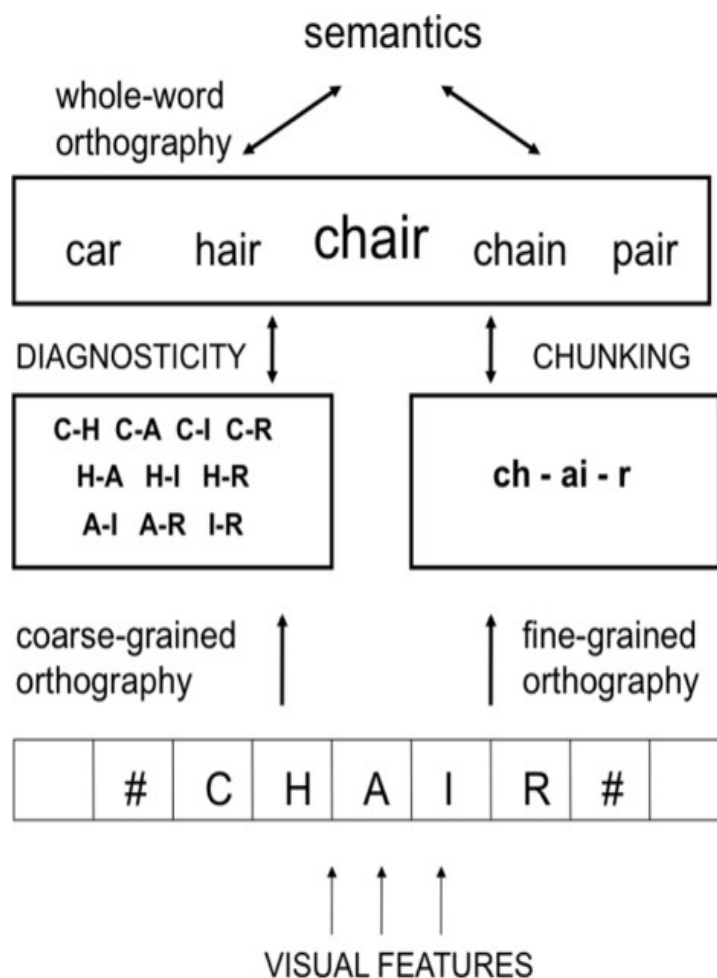 semantics
whole-word
orthography
car hair chair chain pair
DIAGNOSTICITY CHUNKING
C-H C-A C-I C-R
H-A H-I H-R
A-I A-R I-R
ch - ai - r
coarse-grained
orthography
fine-grained
orthography
# C H A I R #
VISUAL FEATURES